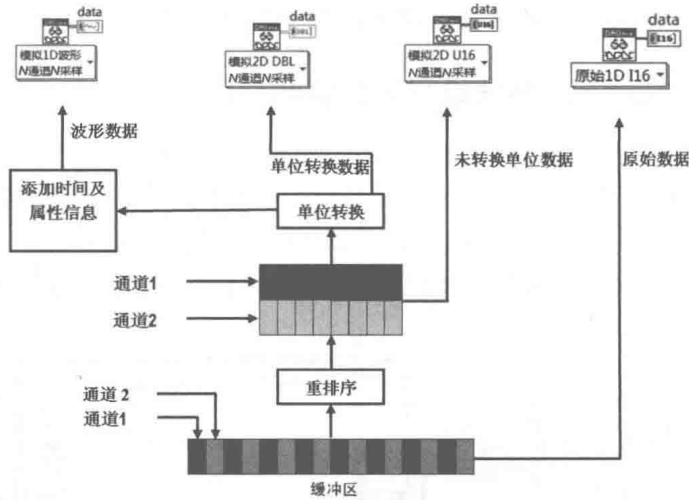 data
data
data
data
DBL
U16
I16
模拟1D波形
N通道N采样
模拟2D DBL
N通道N采样
模拟2D U16
N通道N采样
原始1D I16
波形数据
单位转换数据
未转换单位数据
原始数据
添加时间及
属性信息
单位转换
通道1
通道2
重排序
通道 2
通道1
缓冲区